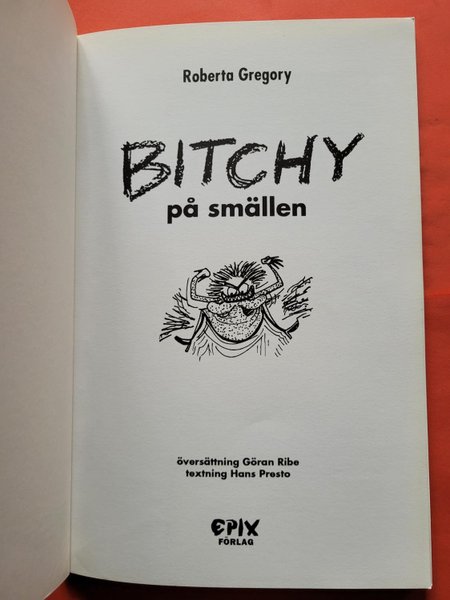 Roberta Gregory
BITCHY
på smällen
översättning Göran Ribe
textning Hans Presto
EPIX
FÖRLAG